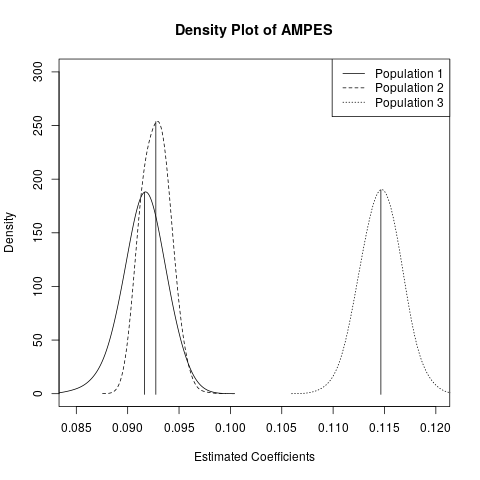 Density Plot of AMPES
Population 1
Population 2
Population 3
Density
300
250
200
150
100
50
0
0.085 0.090 0.095 0.100 0.105 0.110 0.115 0.120
Estimated Coefficients